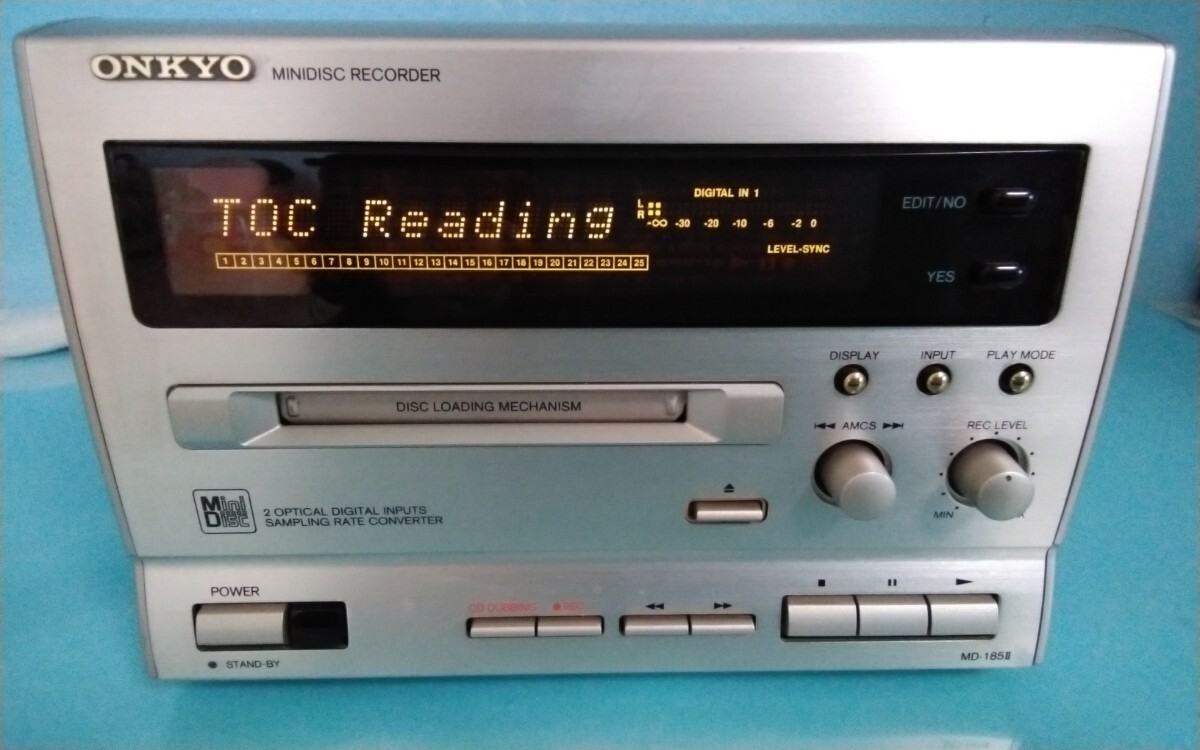 ONKYO MINIDISC RECORDER
DIGITAL IN 1
EDIT/NO
TOC Reading
L
R
-∞ -30 -20 -10 -6 -2 0
LEVEL-SYNC
1 2 3 4 5 6 7 8 9 10 11 12 13 14 15 16 17 18 19 20 21 22 23 24 25
YES
DISPLAY INPUT PLAY MODE
DISC LOADING MECHANISM
AMCS
REC LEVEL
Mini Disc
2 OPTICAL DIGITAL INPUTS
SAMPLING RATE CONVERTER
MIN
POWER
CD DUBBING REC
STAND-BY
MD-185II